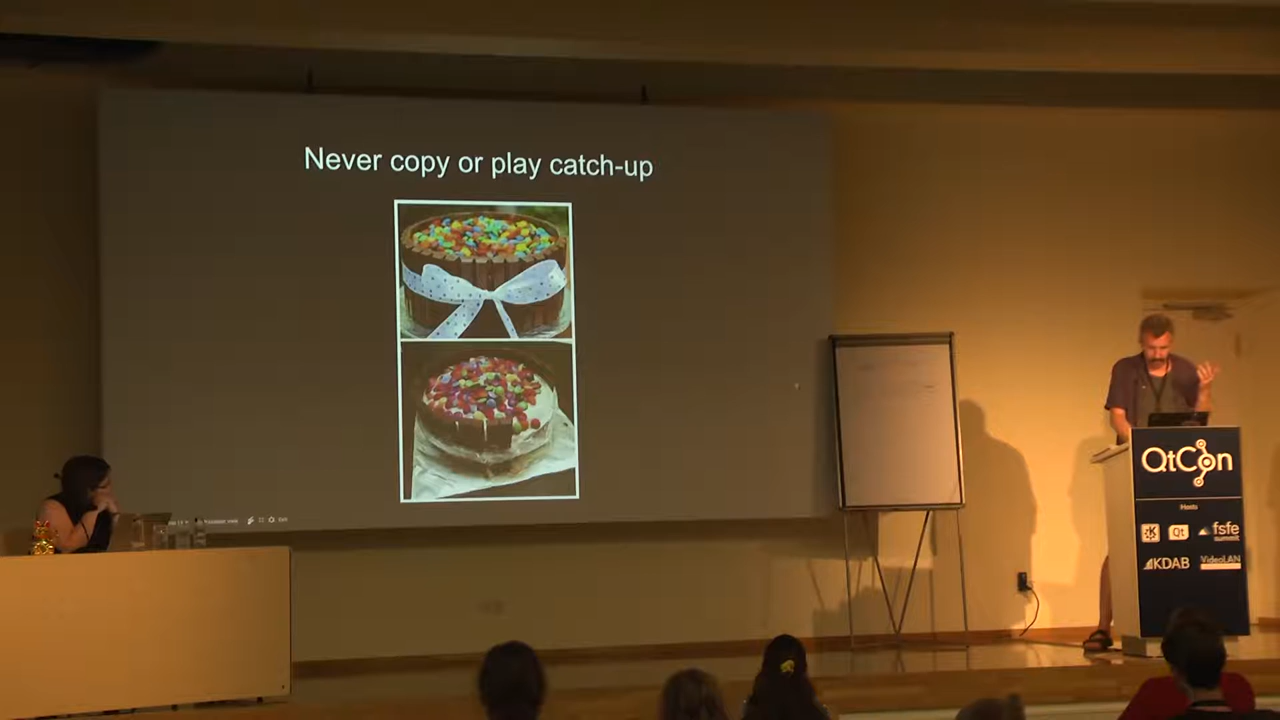 Never copy or play catch-up
QtCon
Hosts
Qt
fsfe
summit
KDAB
VideoLAN